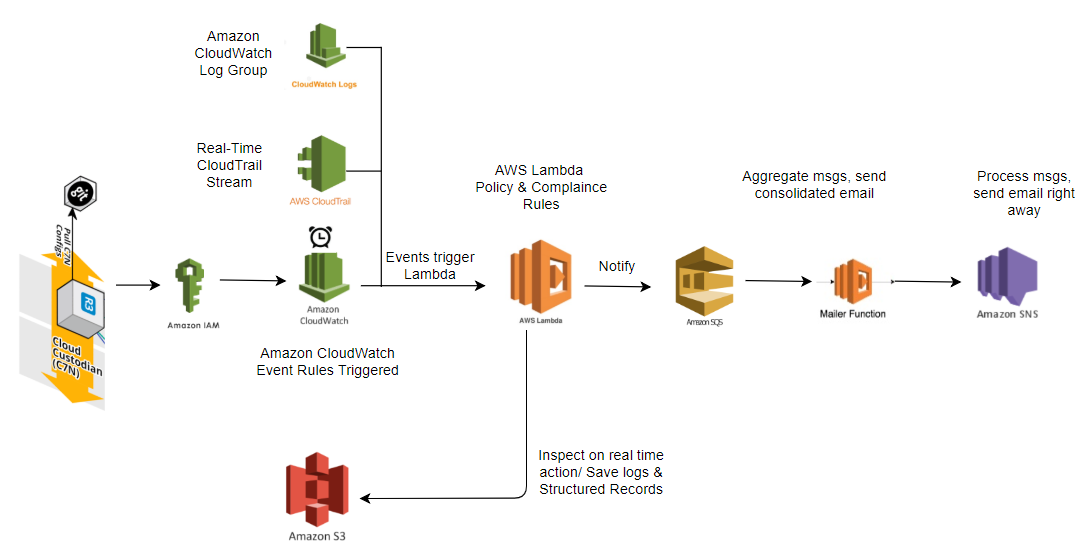 Amazon
CloudWatch
Log Group
CloudWatch Logs
Real-Time
CloudTrail
Stream
AWS CloudTrail
AWS Lambda
Policy & Complaince
Rules
Aggregate msgs, send
consolidated email
Process msgs,
send email right
away
git
Pull C7N
Configs
R3
Cloud
Custodian
(C7N)
Amazon IAM
Amazon
CloudWatch
Events trigger
Lambda
AWS Lambda
Notify
Amazon SQS
Mailer Function
Amazon SNS
Amazon CloudWatch
Event Rules Triggered
Inspect on real time
action/ Save logs &
Structured Records
Amazon S3